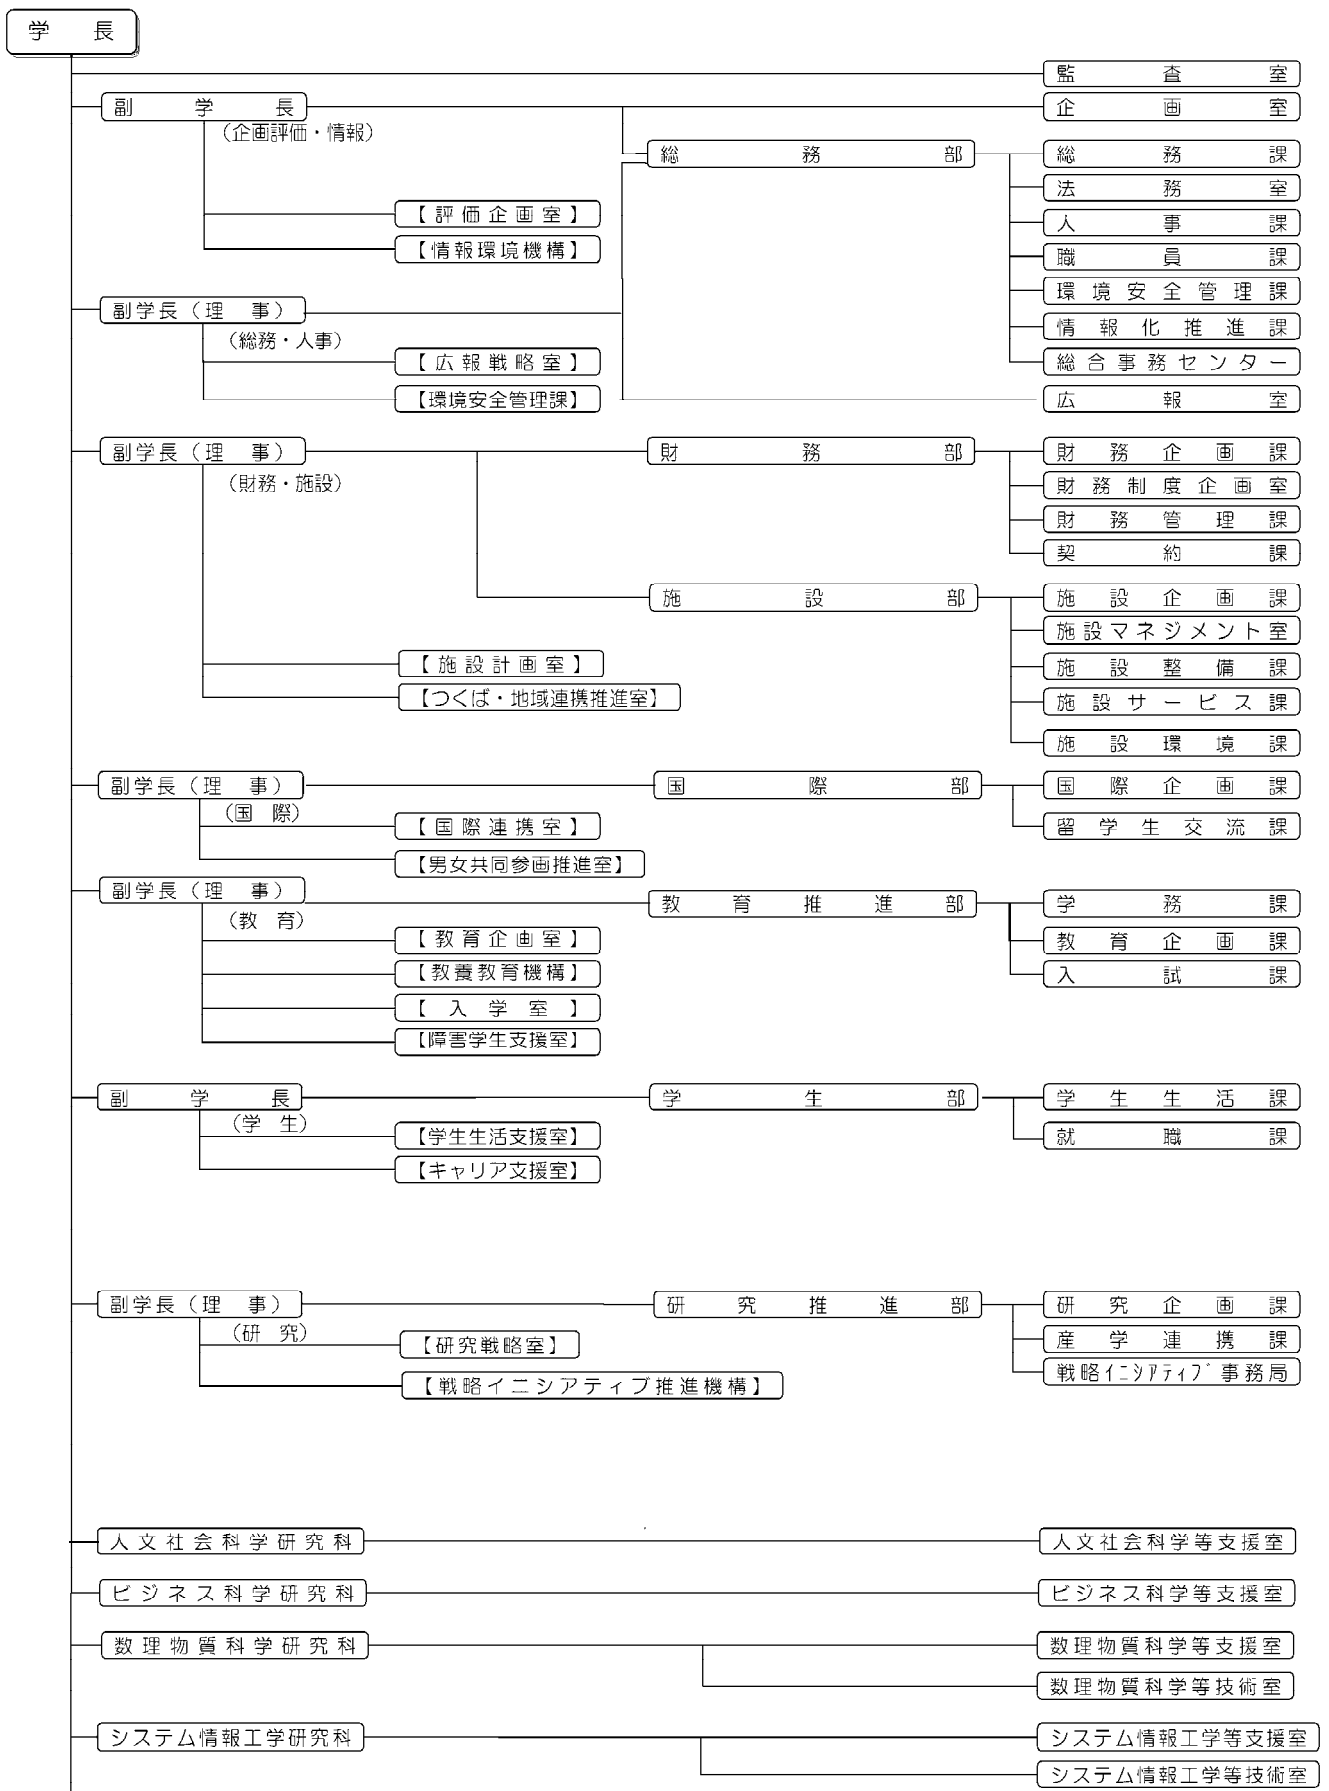 学長
監査室
副学長 企画室
（企画評価・情報）
総務部 総務課
法務室
【評価企画室】 人事課
【情報環境機構】 職員課
環境安全管理課
副学長（理事）
（総務・人事） 情報化推進課
【広報戦略室】 総合事務センター
【環境安全管理課】 広報室
副学長（理事） 財務部 財務企画課
（財務・施設） 財務制度企画室
財務管理課
契約課
施設部 施設企画課
施設マネジメント室
【施設計画室】 施設整備課
【つくば・地域連携推進室】 施設サービス課
施設環境課
副学長（理事） 国際部 国際企画課
（国際）
【国際連携室】 留学生交流課
【男女共同参画推進室】
副学長（理事） 教育推進部 学務課
（教育）
【教育企画室】 教育企画課
【教養教育機構】 入試課
【入学室】
【障害学生支援室】
副学長 学生部 学生生活課
（学生）
【学生生活支援室】 就職課
【キャリア支援室】
副学長（理事） 研究推進部 研究企画課
（研究）
【研究戦略室】 産学連携課
【戦略イニシアティブ推進機構】 戦略ｲﾆｼｱﾃｨﾌﾞ事務局
人文社会科学研究科 人文社会科学等支援室
ビジネス科学研究科 ビジネス科学等支援室
数理物質科学研究科 数理物質科学等支援室
数理物質科学等技術室
システム情報工学研究科 システム情報工学等支援室
システム情報工学等技術室